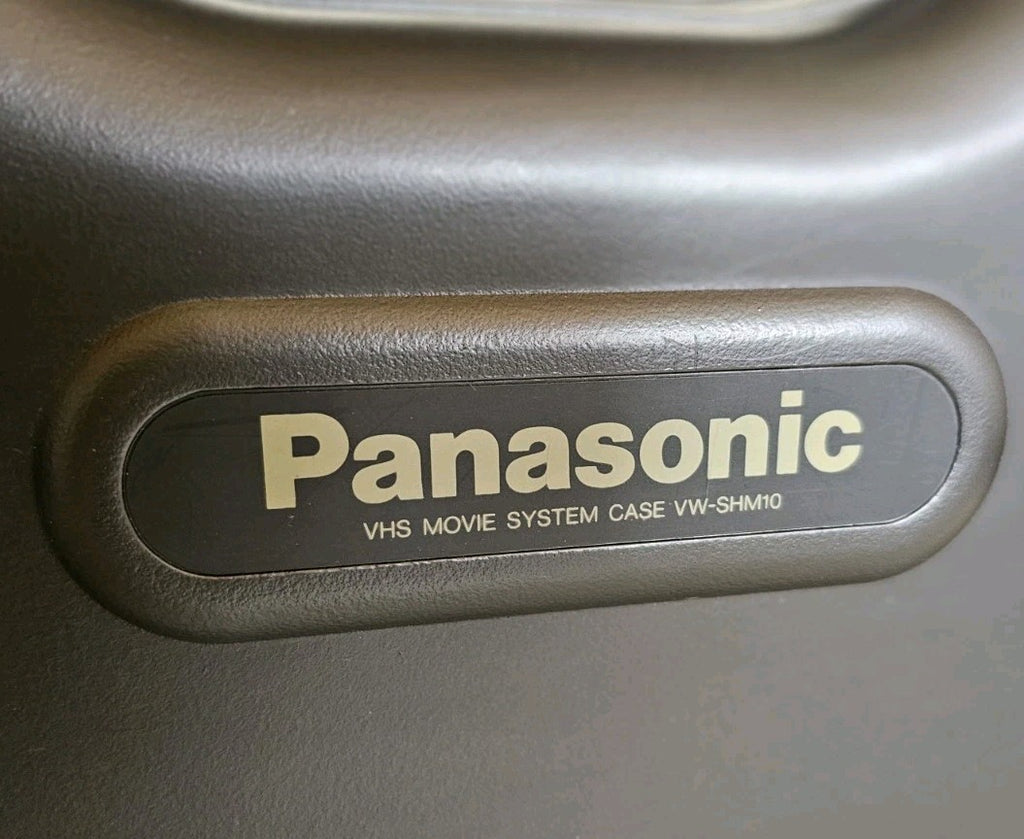 Panasonic
VHS MOVIE SYSTEM CASE VW-SHM10